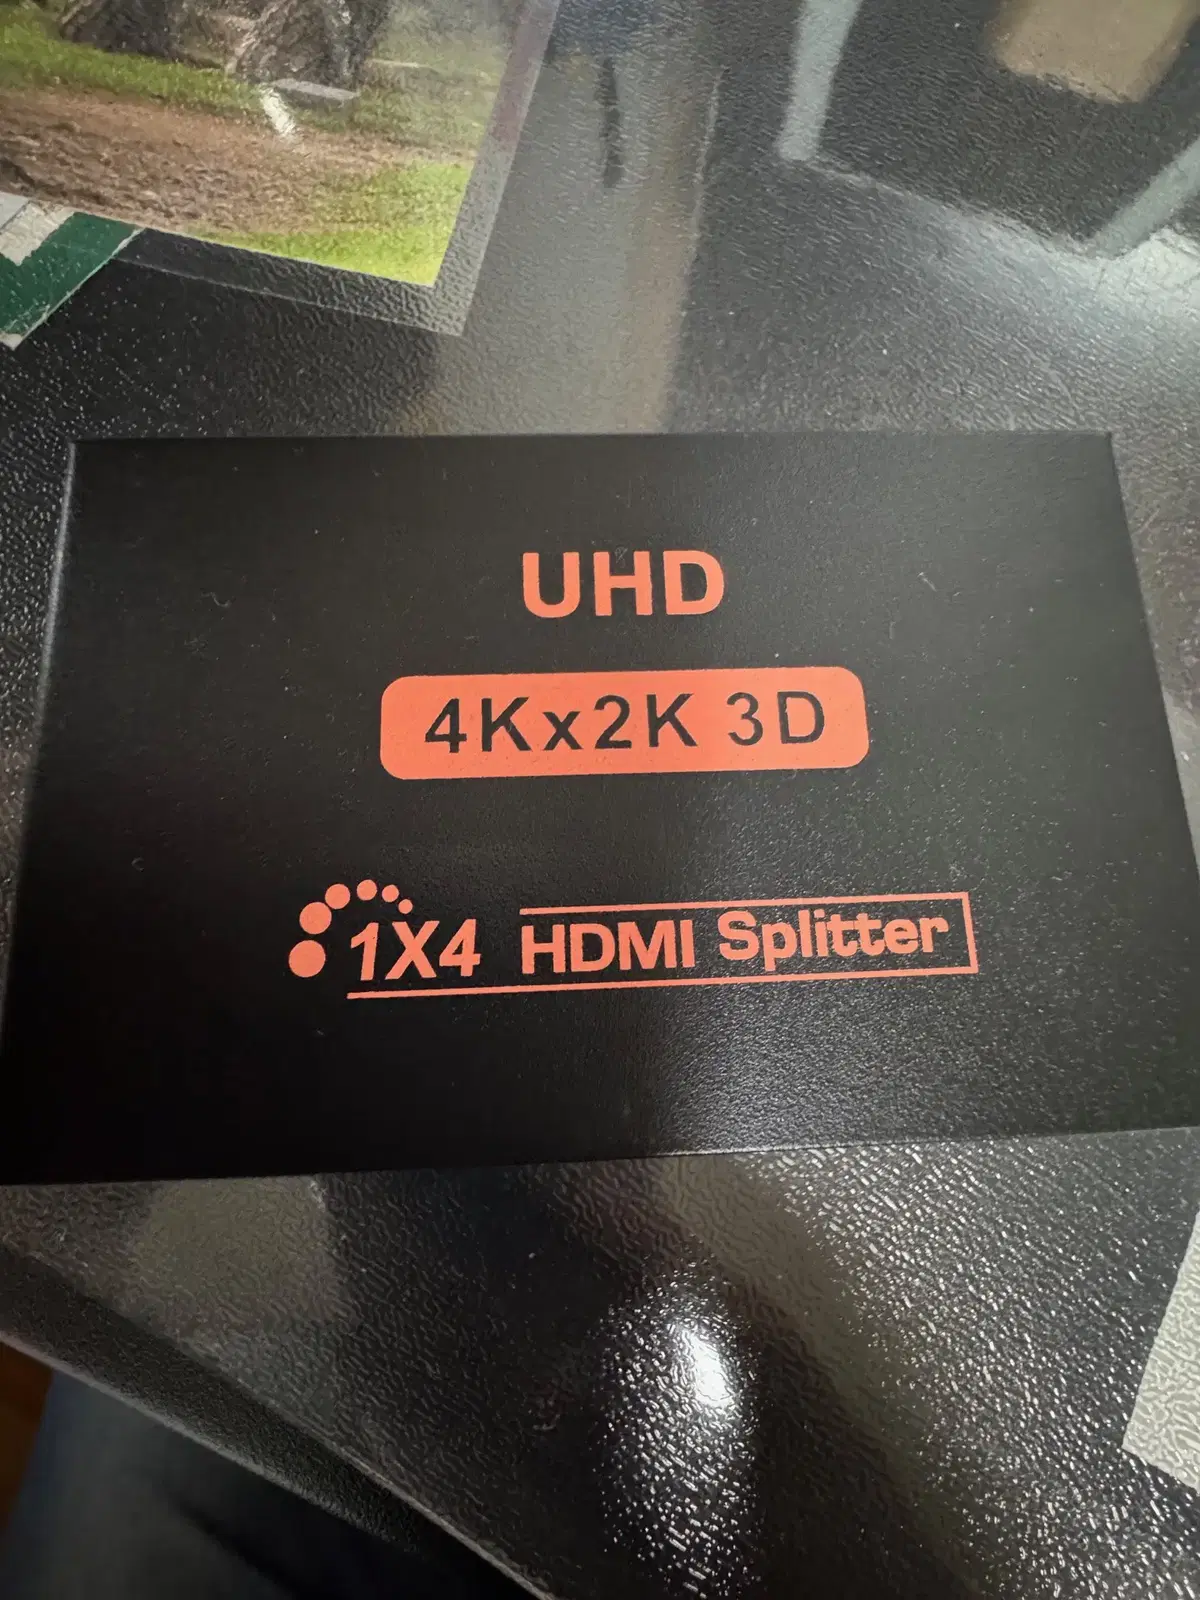 UHD
4Kx2K 3D
1X4 HDMI Splitter